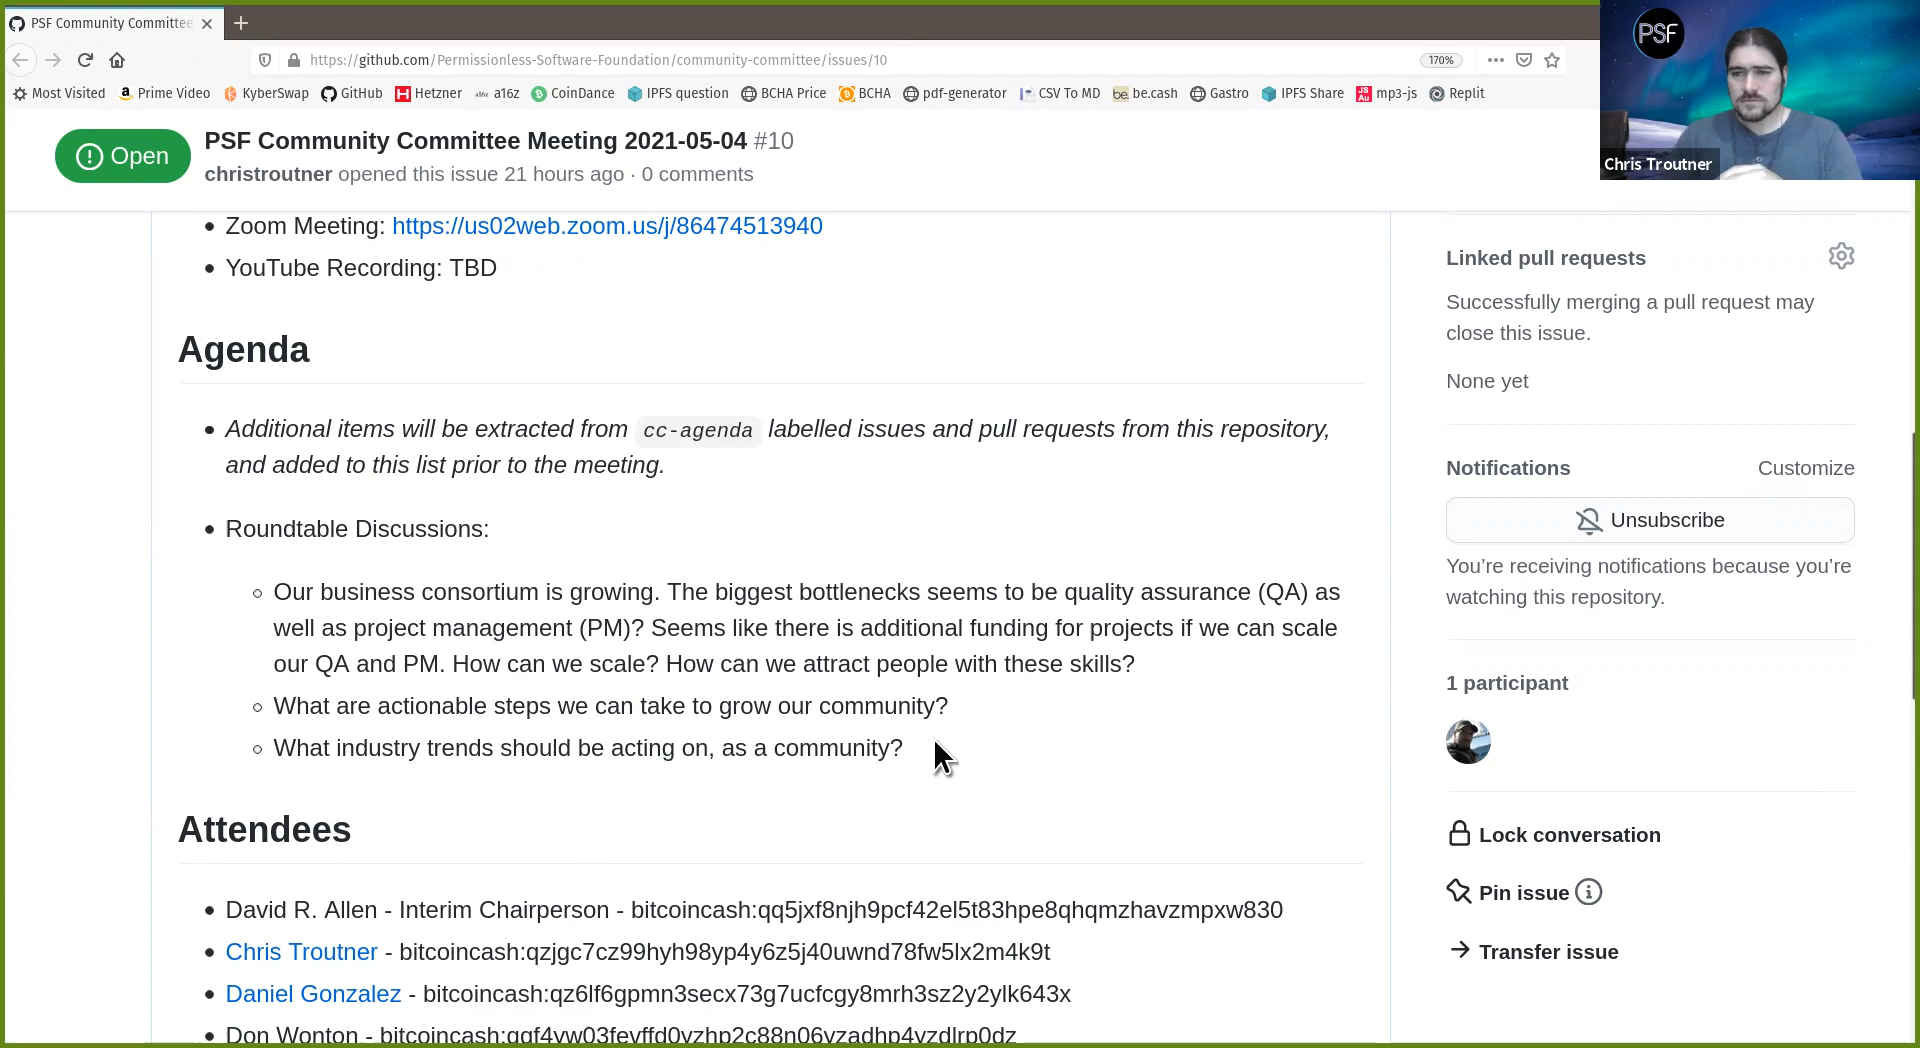 PSF Community Committee
https://github.com/Permissionless-Software-Foundation/community-committee/issues/10
170%
Most Visited Prime Video KyberSwap GitHub Hetzner a16z a16z CoinDance IPFS question BCHA Price BCHA pdf-generator CSV To MD be. be.cash Gastro IPFS Share JS Au mp3-js Replit
PSF
Chris Troutner
Open
PSF Community Committee Meeting 2021-05-04 #10
christroutner opened this issue 21 hours ago · 0 comments
Zoom Meeting: https://us02web.zoom.us/j/86474513940
YouTube Recording: TBD
Agenda
Additional items will be extracted from cc-agenda labelled issues and pull requests from this repository,
and added to this list prior to the meeting.
Roundtable Discussions:
Our business consortium is growing. The biggest bottlenecks seems to be quality assurance (QA) as
well as project management (PM)? Seems like there is additional funding for projects if we can scale
our QA and PM. How can we scale? How can we attract people with these skills?
What are actionable steps we can take to grow our community?
What industry trends should be acting on, as a community?
Attendees
David R. Allen - Interim Chairperson - bitcoincash:qq5jxf8njh9pcf42el5t83hpe8qhqmzhavzmpxw830
Chris Troutner - bitcoincash:qzjgc7cz99hyh98yp4y6z5j40uwnd78fw5lx2m4k9t
Daniel Gonzalez - bitcoincash:qz6lf6gpmn3secx73g7ucfcgy8mrh3sz2y2ylk643x
Don Wonton -
Linked pull requests
Successfully merging a pull request may
close this issue.
None yet
Notifications Customize
Unsubscribe
You're receiving notifications because you're
watching this repository.
1 participant
Lock conversation
Pin issue
Transfer issue